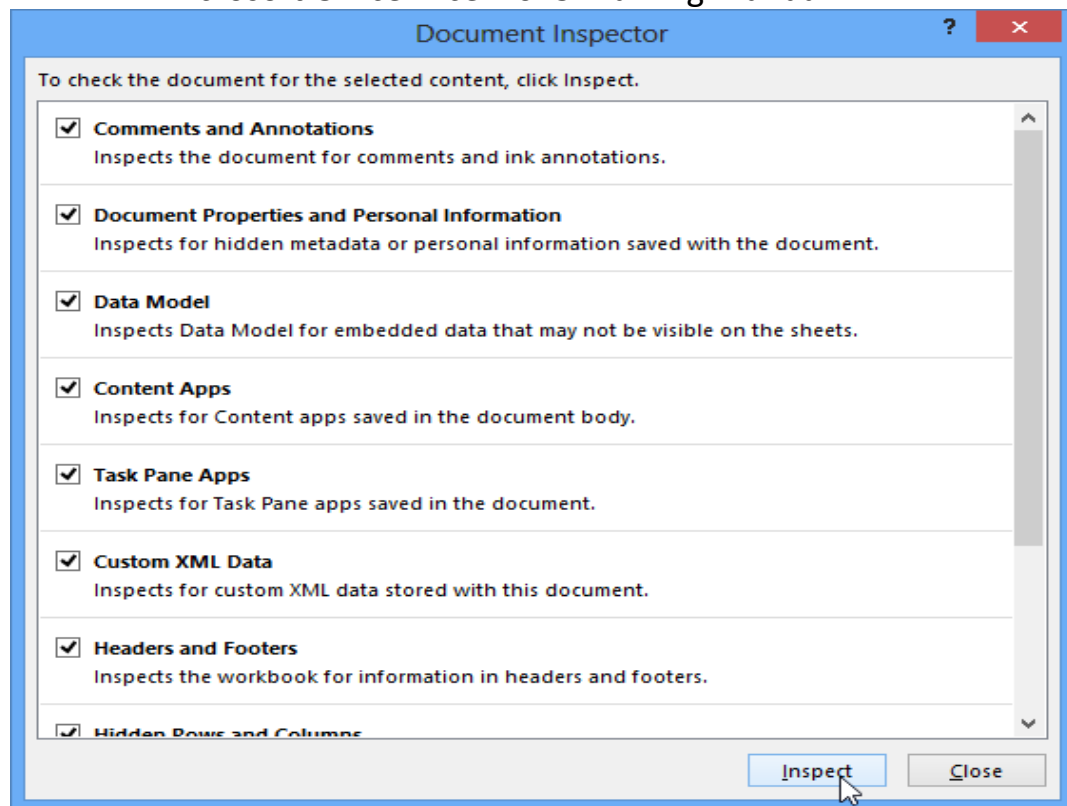 Document Inspector
? ×
To check the document for the selected content, click Inspect.
Comments and Annotations
Inspects the document for comments and ink annotations.
Document Properties and Personal Information
Inspects for hidden metadata or personal information saved with the document.
Data Model
Inspects Data Model for embedded data that may not be visible on the sheets.
Content Apps
Inspects for Content apps saved in the document body.
Task Pane Apps
Inspects for Task Pane apps saved in the document.
Custom XML Data
Inspects for custom XML data stored with this document.
Headers and Footers
Inspects the workbook for information in headers and footers.
Hidden Rows and Columns
Inspect Close